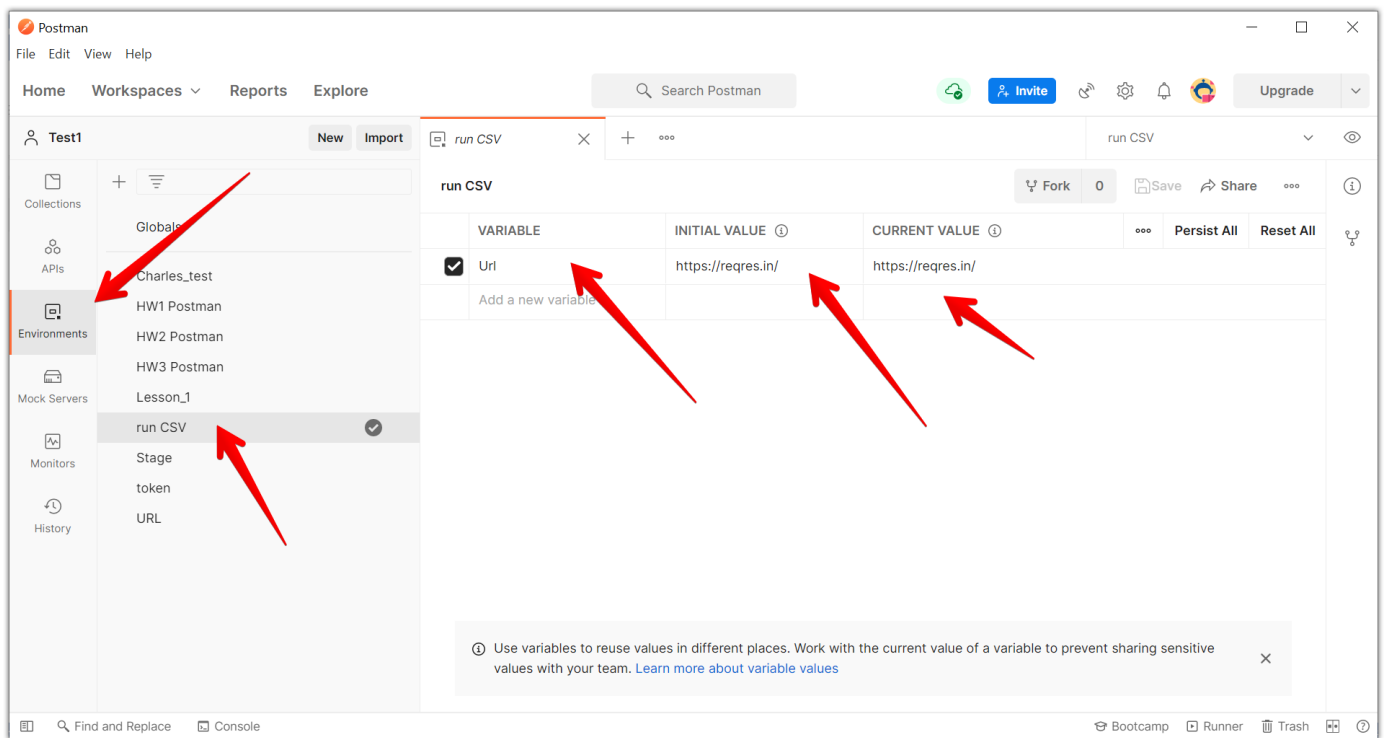 Postman
File Edit View Help
Home Workspaces Reports Explore Search Postman Invite Upgrade
Test1 New Import run CSV run CSV
Collections
APIs
Environments
Mock Servers
Monitors
History
Globals
Charles_test
HW1 Postman
HW2 Postman
HW3 Postman
Lesson_1
run CSV
Stage
token
URL
run CSV Fork 0 Save Share
VARIABLE INITIAL VALUE CURRENT VALUE Persist All Reset All
Url https://reqres.in/ https://reqres.in/
Add a new variable
Use variables to reuse values in different places. Work with the current value of a variable to prevent sharing sensitive
values with your team. Learn more about variable values
Find and Replace Console Bootcamp Runner Trash